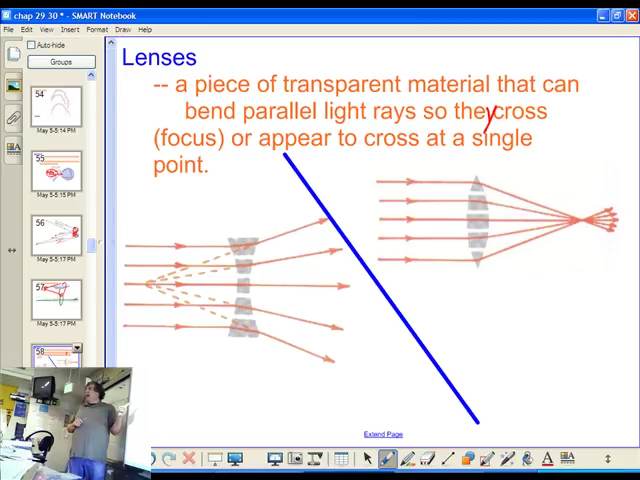 chap 29 30 * - SMART Notebook
File Edit View Insert Format Draw Help
Auto-hide
Groups
54
May 5-5:14 PM
55
May 5-5:15 PM
56
May 5-5:17 PM
57
May 5-5:17 PM
58
Lenses
-- a piece of transparent material that can
bend parallel light rays so they cross
(focus) or appear to cross at a single
point.
Extend Page